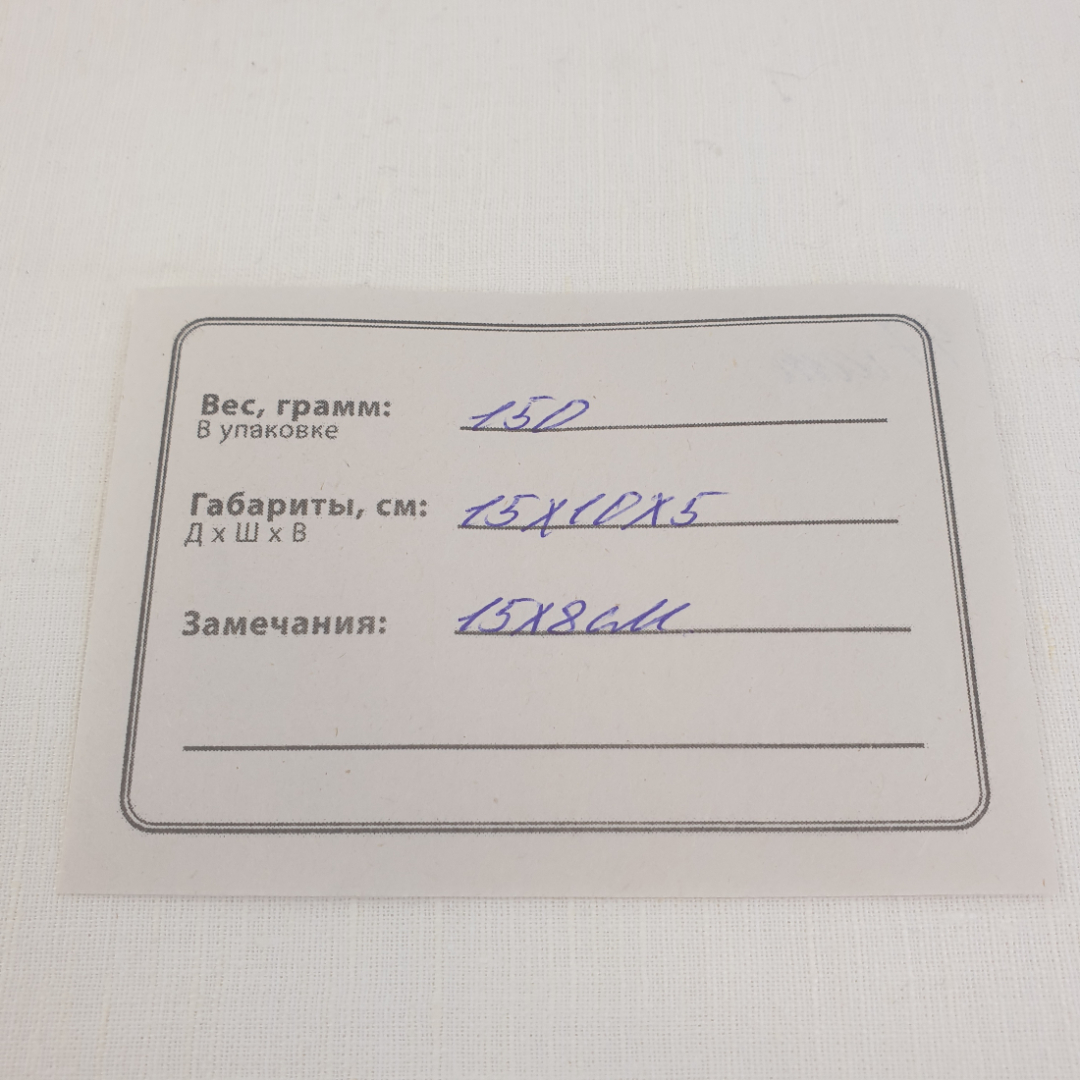 Вес, грамм: 150
В упаковке
Габариты, см: 15х10х5
Д х Ш х В
Замечания: 15х8см